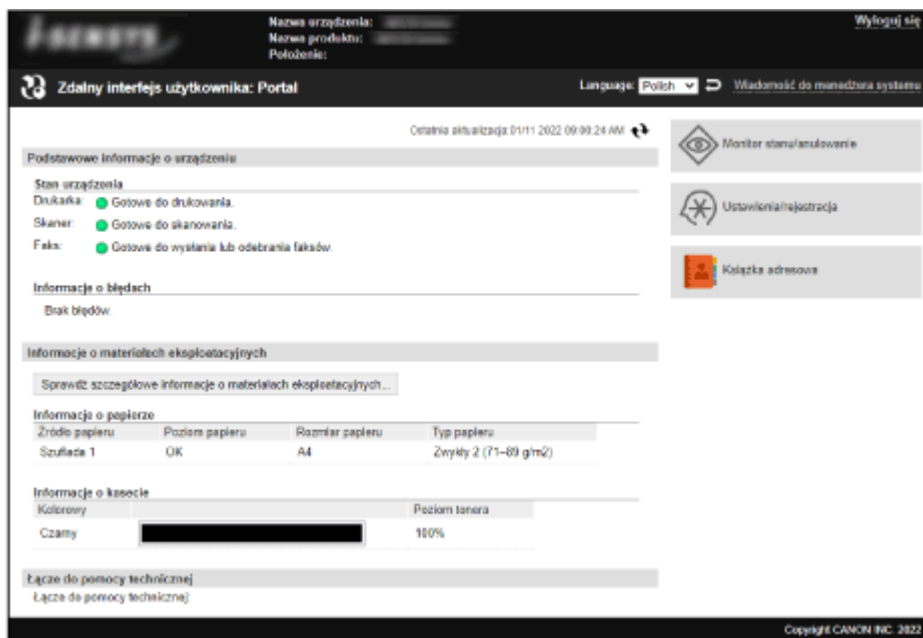 i-SENSYS
Nazwa urządzenia:
Nazwa produktu:
Położenie:
Wyloguj się
Zdalny interfejs użytkownika: Portal
Language: Polish
Wiadomość do menedżera systemu
Ostatnia aktualizacja:01/11 2022 09:00:24 AM
Podstawowe informacje o urządzeniu
Stan urządzenia
Drukarka: Gotowe do drukowania.
Skaner: Gotowe do skanowania.
Faks: Gotowe do wysłania lub odebrania faksów.
Informacje o błędach
Brak błędów.
Informacje o materiałach eksploatacyjnych
Sprawdź szczegółowe informacje o materiałach eksploatacyjnych...
Informacje o papierze
Źródło papieru Poziom papieru Rozmiar papieru Typ papieru
Szuflada 1 OK A4 Zwykły 2 (71–89 g/m2)
Informacje o kasecie
Kolorowy Poziom tonera
Czarny 100%
Łącze do pomocy technicznej
Łącze do pomocy technicznej:
Monitor stanu/anulowanie
Ustawienia/rejestracja
Książka adresowa
Copyright CANON INC. 2022